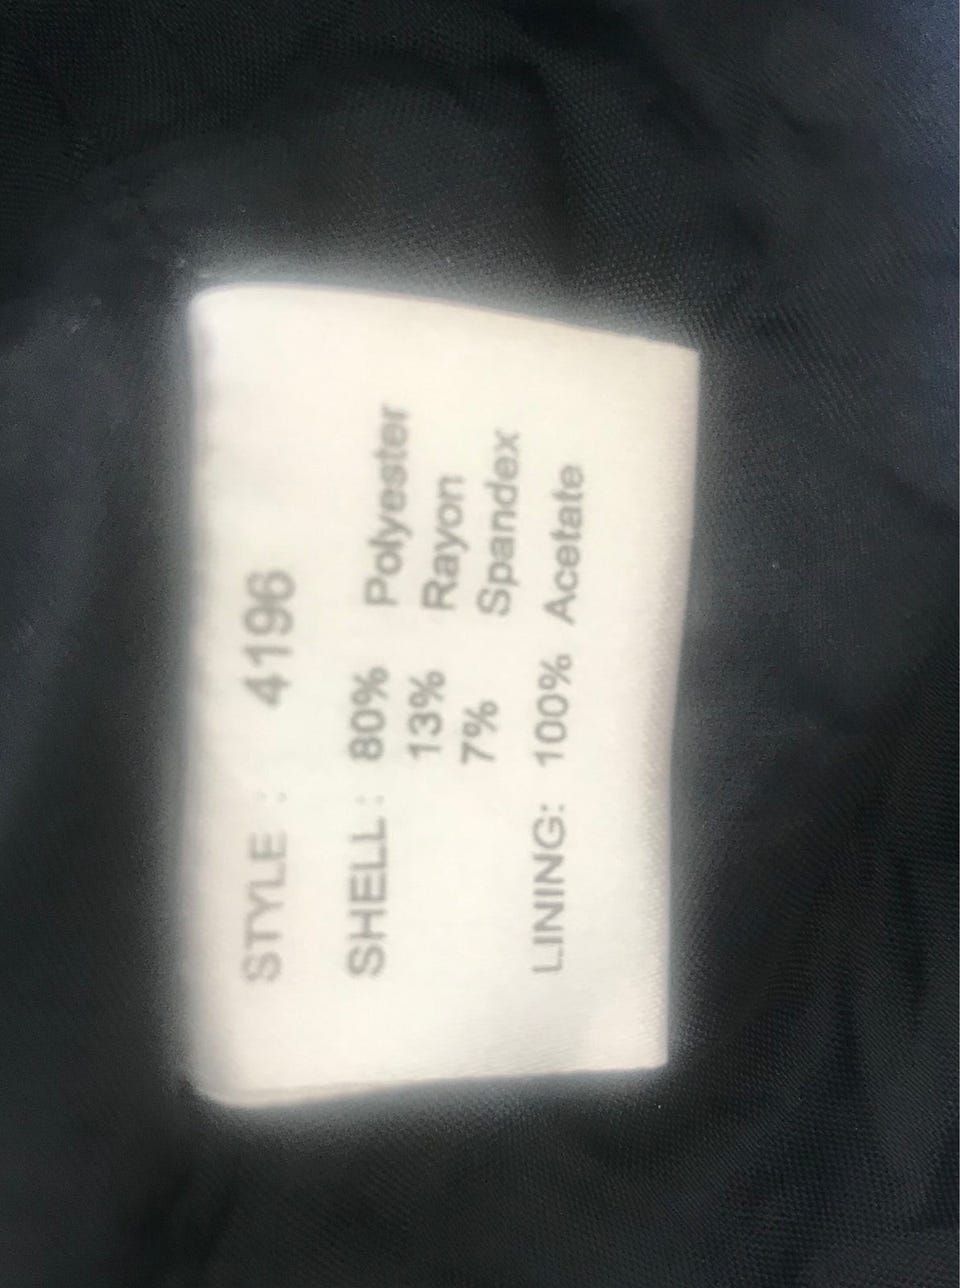 STYLE : 4196
SHELL : 80% Polyester
13% Rayon
7% Spandex
LINING: 100% Acetate